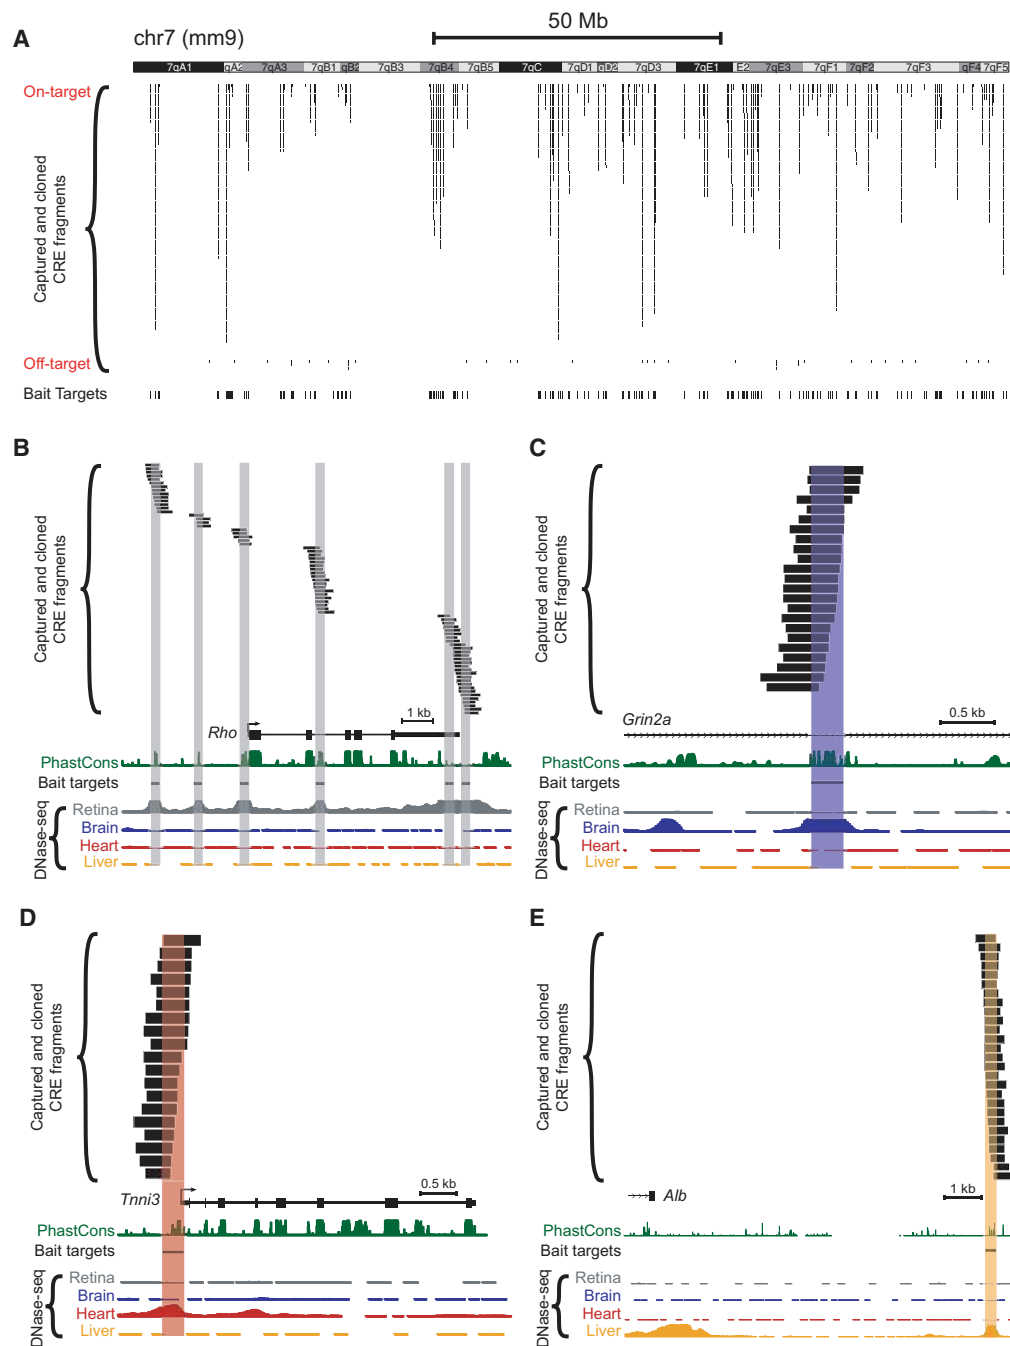 A
chr7 (mm9)
50 Mb
7qA1 qA2 7qA3 7qB1 qB2 7qB3 7qB4 7qB5 7qC 7qD1 qD2 7qD3 7qE1 E2 7qE3 7qF1 7qF2 7qF3 qF4 7qF5
On-target
Captured and cloned
CRE fragments
Off-target
Bait Targets
B
Captured and cloned
CRE fragments
1 kb
Rho
PhastCons
Bait targets
DNase-seq
Retina
Brain
Heart
Liver
C
Captured and cloned
CRE fragments
Grin2a
0.5 kb
PhastCons
Bait targets
DNase-seq
Retina
Brain
Heart
Liver
D
Captured and cloned
CRE fragments
Tnni3
0.5 kb
PhastCons
Bait targets
DNase-seq
Retina
Brain
Heart
Liver
E
Captured and cloned
CRE fragments
Alb
1 kb
PhastCons
Bait targets
DNase-seq
Retina
Brain
Heart
Liver